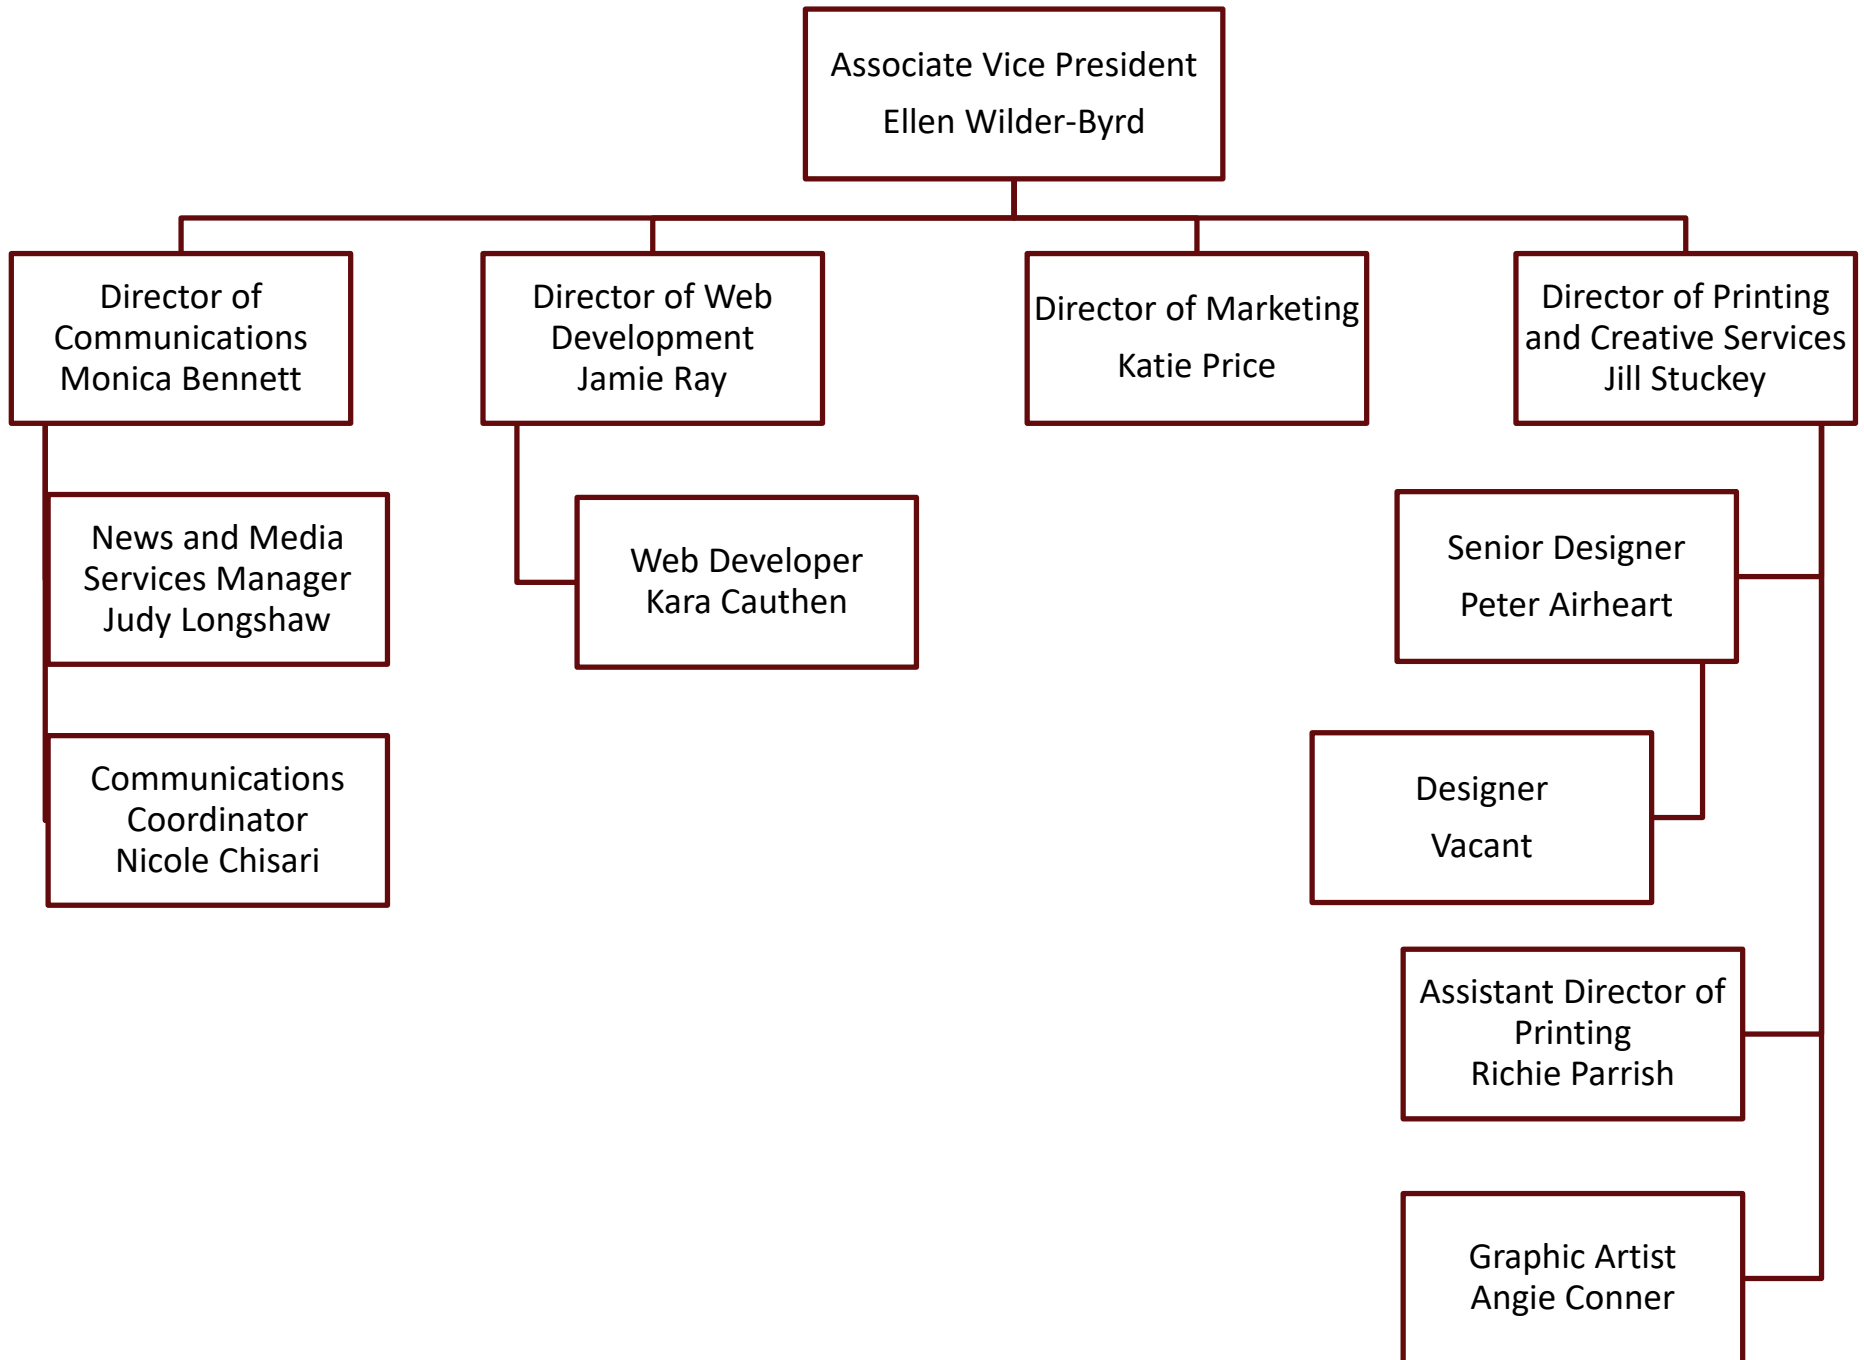 Associate Vice President
Ellen Wilder-Byrd
Director of
Communications
Monica Bennett
Director of Web
Development
Jamie Ray
Director of Marketing
Katie Price
Director of Printing
and Creative Services
Jill Stuckey
News and Media
Services Manager
Judy Longshaw
Communications
Coordinator
Nicole Chisari
Web Developer
Kara Cauthen
Senior Designer
Peter Airheart
Designer
Vacant
Assistant Director of
Printing
Richie Parrish
Graphic Artist
Angie Conner